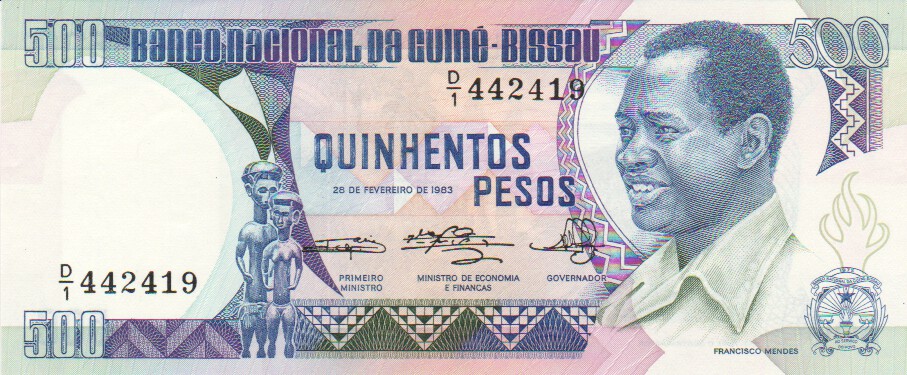 500 BANCO NACIONAL DA GUINÉ-BISSAU 500
D/1 442419
QUINHENTOS
PESOS
28 DE FEVEREIRO DE 1983
PRIMEIRO
MINISTRO
MINISTRO DE ECONOMIA
E FINANÇAS
GOVERNADOR
D/1 442419
500
FRANCISCO MENDES